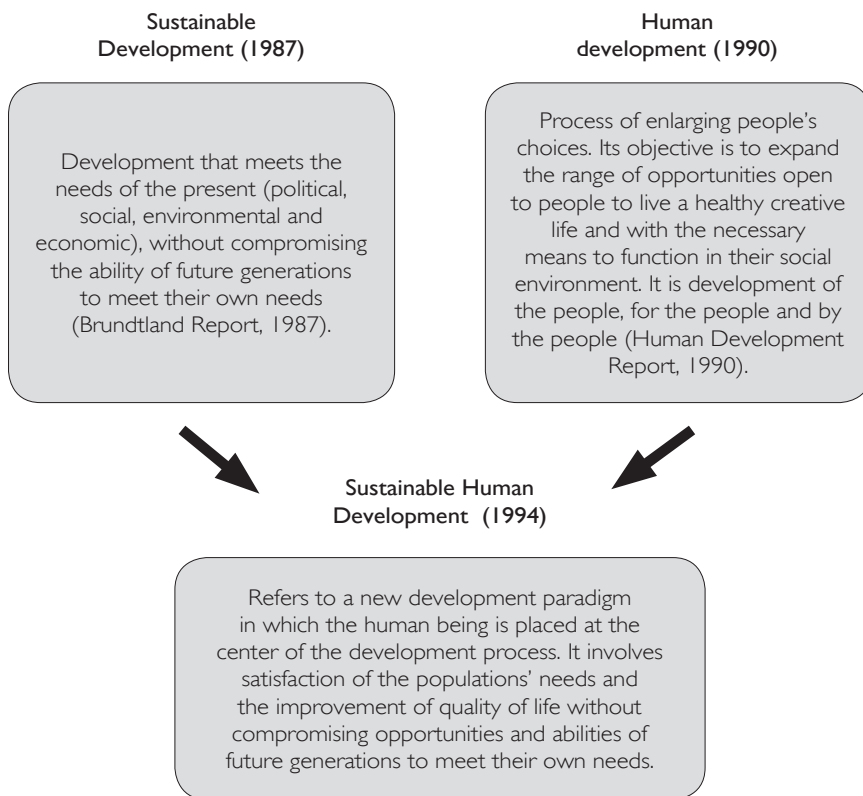 Sustainable
Development (1987)
Development that meets the
needs of the present (political,
social, environmental and
economic), without compromising
the ability of future generations
to meet their own needs
(Brundtland Report, 1987).
Human
development (1990)
Process of enlarging people's
choices. Its objective is to expand
the range of opportunities open
to people to live a healthy creative
life and with the necessary
means to function in their social
environment. It is development of
the people, for the people and by
the people (Human Development
Report, 1990).
Sustainable Human
Development (1994)
Refers to a new development paradigm
in which the human being is placed at the
center of the development process. It involves
satisfaction of the populations' needs and
the improvement of quality of life without
compromising opportunities and abilities of
future generations to meet their own needs.